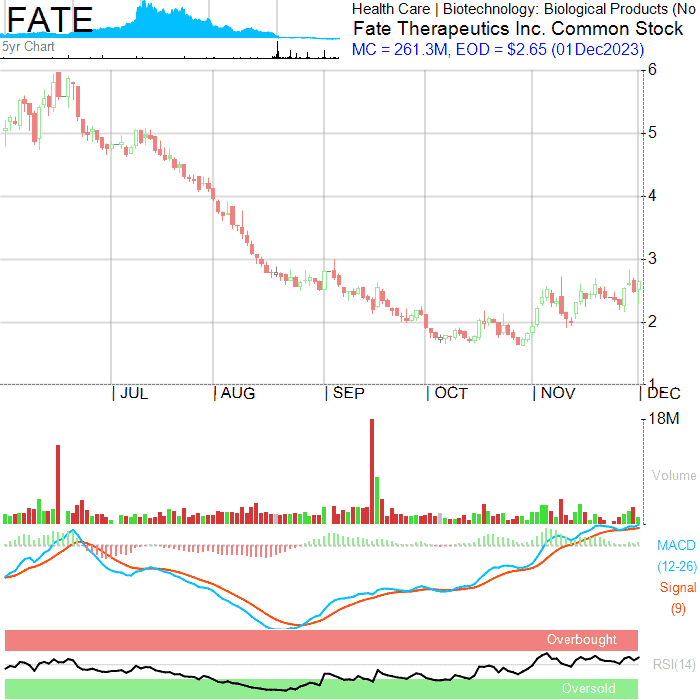 FATE
Health Care | Biotechnology: Biological Products (No
Fate Therapeutics Inc. Common Stock
5yr Chart
MC = 261.3M, EOD = $2.65 (01Dec2023)
6
5
4
3
2
1
JUL AUG SEP OCT NOV DEC
18M
Volume
MACD
(12-26)
Signal
(9)
Overbought
RSI(14)
Oversold